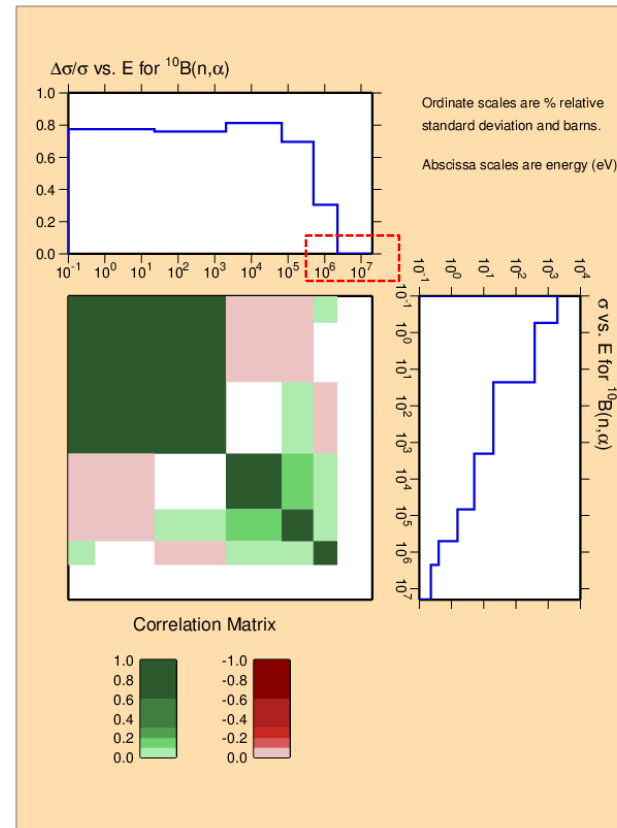 Δσ/σ vs. E for ¹⁰B(n,α)
Ordinate scales are % relative
standard deviation and barns.
Abscissa scales are energy (eV)
1.0
0.8
0.6
0.4
0.2
0.0
10⁻¹ 10⁰ 10¹ 10² 10³ 10⁴ 10⁵ 10⁶ 10⁷
10⁻¹ 10⁰ 10¹ 10² 10³ 10⁴
σ vs. E for ¹⁰B(n,α)
10⁻¹ 10⁰ 10¹ 10² 10³ 10⁴ 10⁵ 10⁶ 10⁷
Correlation Matrix
1.0 -1.0
0.8 -0.8
0.6 -0.6
0.4 -0.4
0.2 -0.2
0.0 0.0